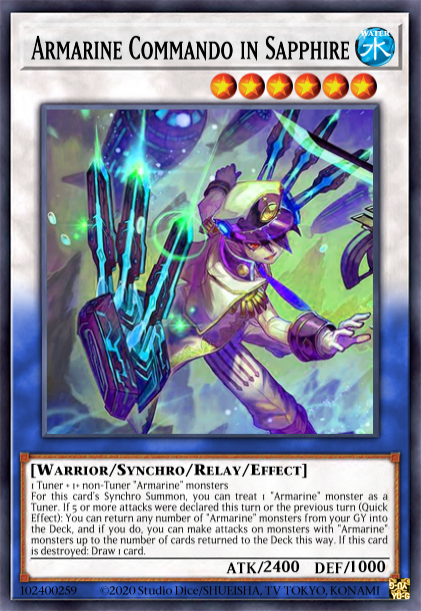 ARMARINE COMMANDO IN SAPPHIRE
WATER
水
[WARRIOR/SYNCHRO/RELAY/EFFECT]
1 Tuner + 1+ non-Tuner "Armarine" monsters
For this card's Synchro Summon, you can treat 1 "Armarine" monster as a
Tuner. If 5 or more attacks were declared this turn or the previous turn (Quick
Effect): You can return any number of "Armarine" monsters from your GY into
the Deck, and if you do, you can make attacks on monsters with "Armarine"
monsters up to the number of cards returned to the Deck this way. If this card
is destroyed: Draw 1 card.
ATK/2400 DEF/1000
102400259 ©2020 Studio Dice/SHUEISHA, TV TOKYO, KONAMI